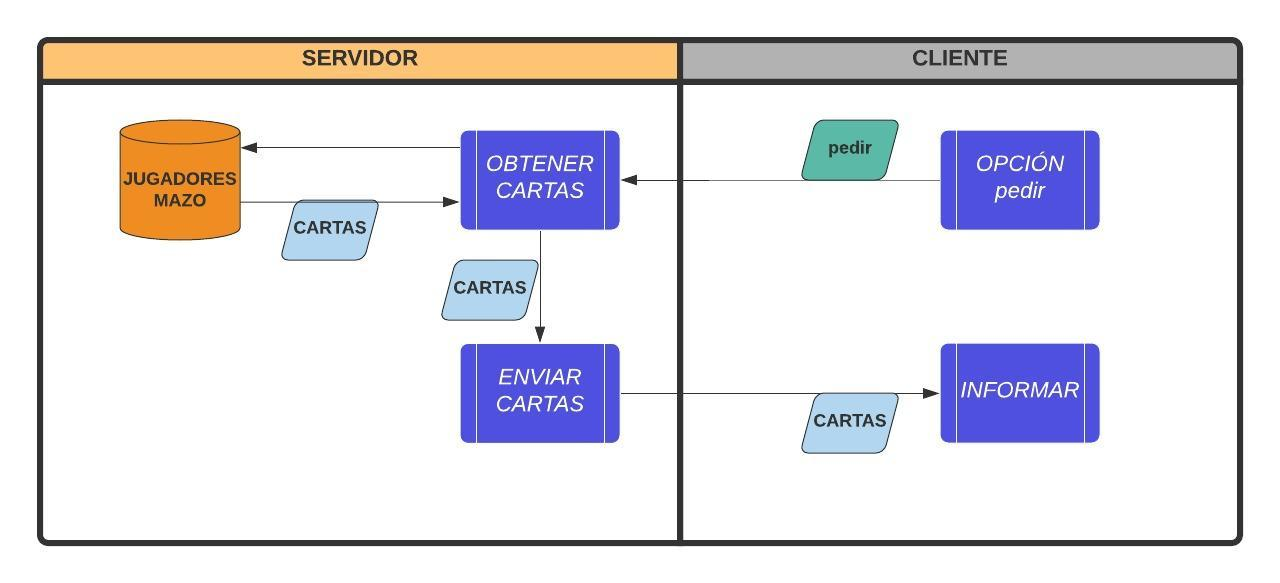 SERVIDOR
CLIENTE
JUGADORES
MAZO
CARTAS
OBTENER
CARTAS
pedir
OPCIÓN
pedir
CARTAS
ENVIAR
CARTAS
CARTAS
INFORMAR